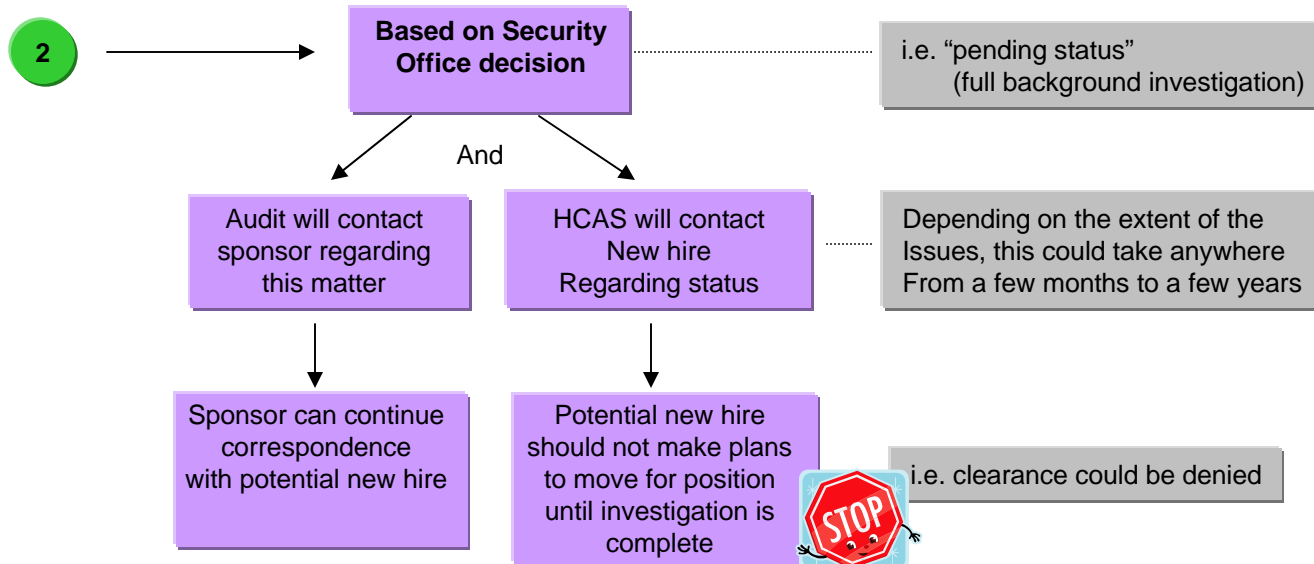 2
Based on Security
Office decision
i.e. “pending status”
(full background investigation)
And
Audit will contact
sponsor regarding
this matter
HCAS will contact
New hire
Regarding status
Depending on the extent of the
Issues, this could take anywhere
From a few months to a few years
Sponsor can continue
correspondence
with potential new hire
Potential new hire
should not make plans
to move for position
until investigation is
complete
STOP
i.e. clearance could be denied